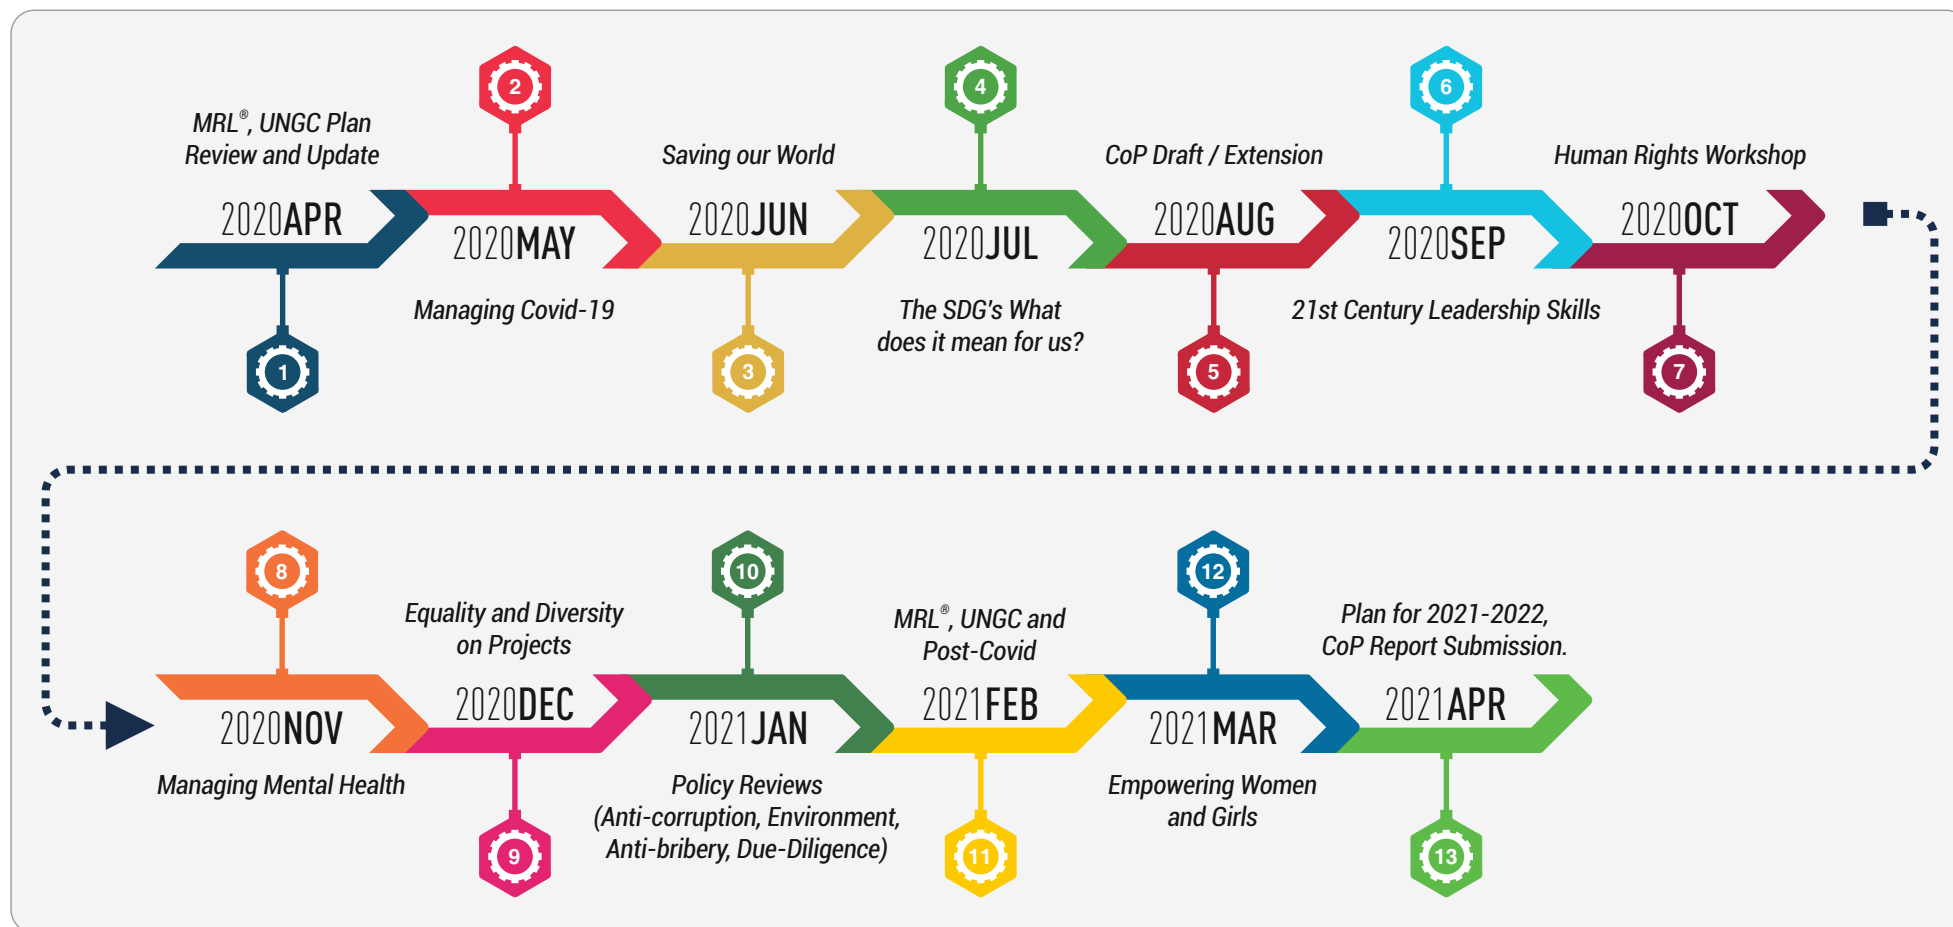 2
4
6
MRL®, UNGC Plan
Review and Update
Saving our World
CoP Draft / Extension
Human Rights Workshop
2020APR
2020MAY
2020JUN
2020JUL
2020AUG
2020SEP
2020OCT
Managing Covid-19
The SDG's What
does it mean for us?
21st Century Leadership Skills
1
3
5
7
8
10
12
Equality and Diversity
on Projects
MRL®, UNGC and
Post-Covid
Plan for 2021-2022,
CoP Report Submission.
2020NOV
2020DEC
2021JAN
2021FEB
2021MAR
2021APR
Managing Mental Health
Policy Reviews
(Anti-corruption, Environment,
Anti-bribery, Due-Diligence)
Empowering Women
and Girls
9
11
13